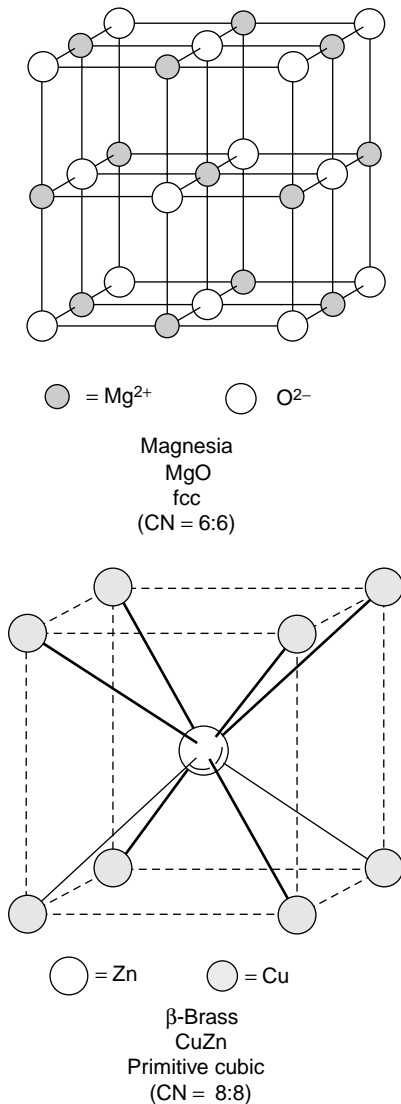 = Mg²⁺ O²⁻
Magnesia
MgO
fcc
(CN = 6:6)
= Zn = Cu
β-Brass
CuZn
Primitive cubic
(CN = 8:8)